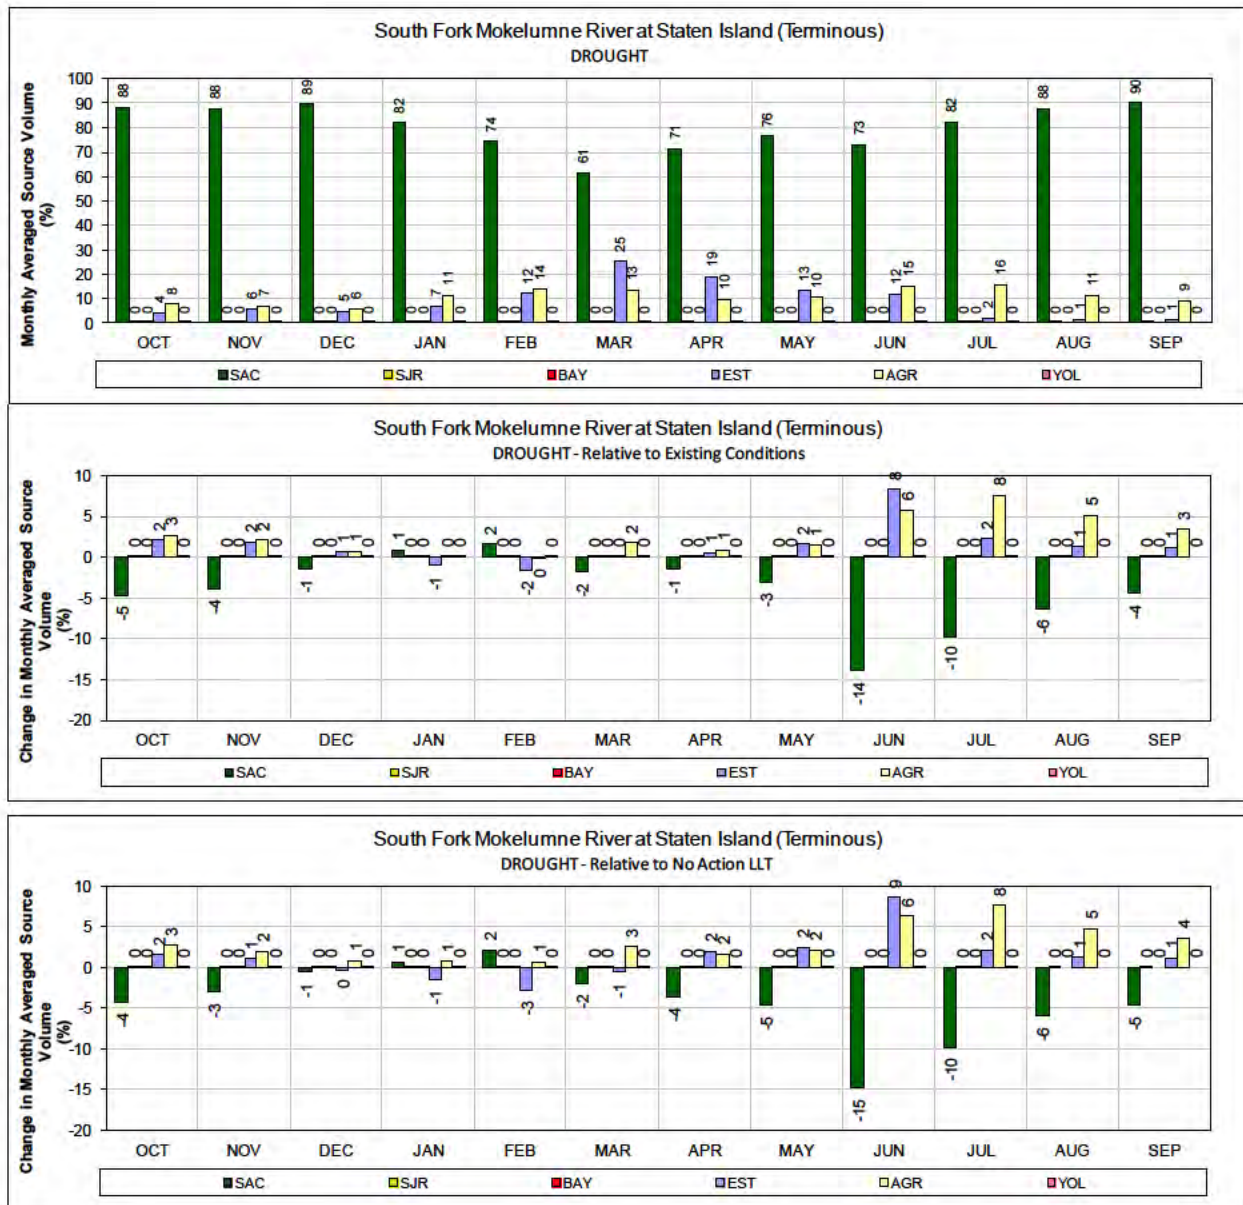 South Fork Mokelumne River at Staten Island (Terminous)
DROUGHT
Monthly Averaged Source Volume
(%)
100
90
80
70
60
50
40
30
20
10
0
88 0 0 4 8 0
88 0 0 6 7 0
89 0 0 5 6 0
82 0 0 7 11 0
74 0 0 12 14 0
61 0 0 25 13 0
71 0 0 19 10 0
76 0 0 13 10 0
73 0 0 12 15 0
82 0 0 2 16 0
88 0 0 1 11 0
90 0 0 1 9 0
OCT NOV DEC JAN FEB MAR APR MAY JUN JUL AUG SEP
SAC SJR BAY EST AGR YOL
South Fork Mokelumne River at Staten Island (Terminous)
DROUGHT - Relative to Existing Conditions
Change in Monthly Averaged Source
Volume
(%)
10
5
0
-5
-10
-15
-20
-5 0 0 2 3 0
-4 0 0 2 2 0
-1 0 0 1 1 0
1 0 0 -1 0 0
2 0 0 -2 0 0
-2 0 0 0 2 0
-1 0 0 1 1 0
-3 0 0 2 1 0
-14 0 0 8 6 0
-10 0 0 2 8 0
-6 0 0 1 5 0
-4 0 0 1 3 0
OCT NOV DEC JAN FEB MAR APR MAY JUN JUL AUG SEP
SAC SJR BAY EST AGR YOL
South Fork Mokelumne River at Staten Island (Terminous)
DROUGHT - Relative to No Action LLT
Change in Monthly Averaged Source
Volume
(%)
10
5
0
-5
-10
-15
-20
-4 0 0 2 3 0
-3 0 0 1 2 0
-1 0 0 0 1 0
1 0 0 -1 1 0
2 0 0 -3 1 0
-2 0 0 -1 3 0
-4 0 0 2 2 0
-5 0 0 2 2 0
-15 0 0 9 6 0
-10 0 0 2 8 0
-6 0 0 1 5 0
-5 0 0 1 4 0
OCT NOV DEC JAN FEB MAR APR MAY JUN JUL AUG SEP
SAC SJR BAY EST AGR YOL